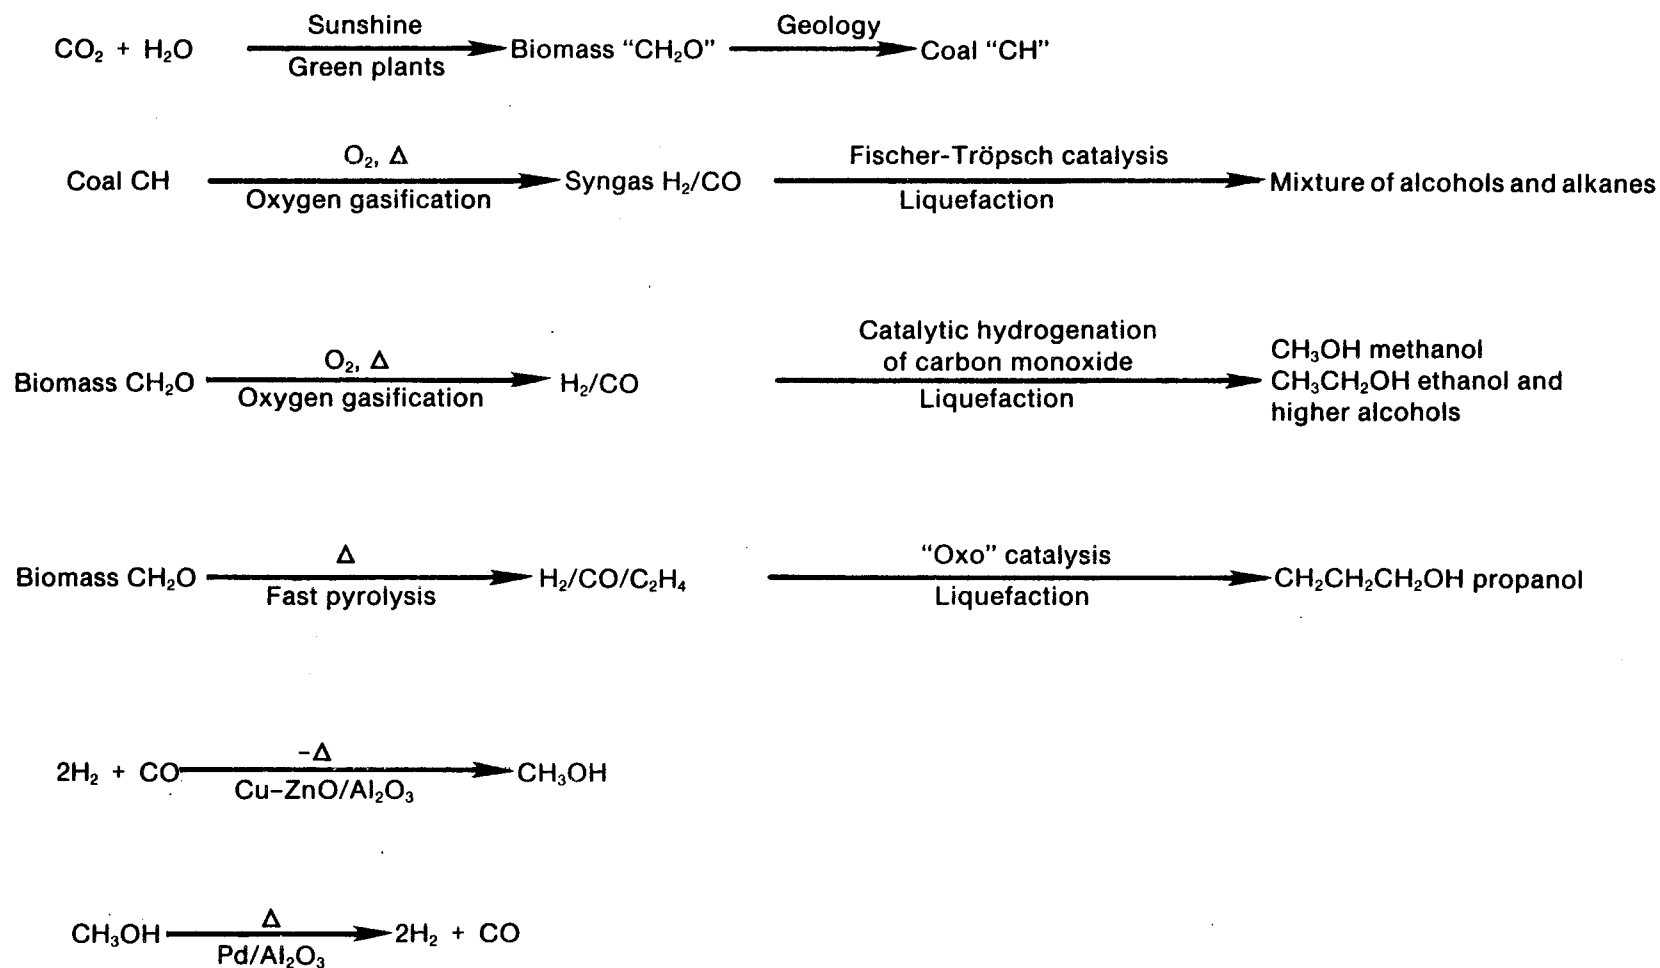 Sunshine
CO₂ + H₂O Biomass “CH₂O” Geology Coal “CH”
Green plants
O₂, Δ Fischer-Tröpsch catalysis
Coal CH Syngas H₂/CO Mixture of alcohols and alkanes
Oxygen gasification Liquefaction
Catalytic hydrogenation
of carbon monoxide
O₂, Δ CH₃OH methanol
Biomass CH₂O H₂/CO CH₃CH₂OH ethanol and
Oxygen gasification Liquefaction higher alcohols
Δ “Oxo” catalysis
Biomass CH₂O H₂/CO/C₂H₄ CH₂CH₂CH₂OH propanol
Fast pyrolysis Liquefaction
-Δ
2H₂ + CO CH₃OH
Cu-ZnO/Al₂O₃
Δ
CH₃OH 2H₂ + CO
Pd/Al₂O₃